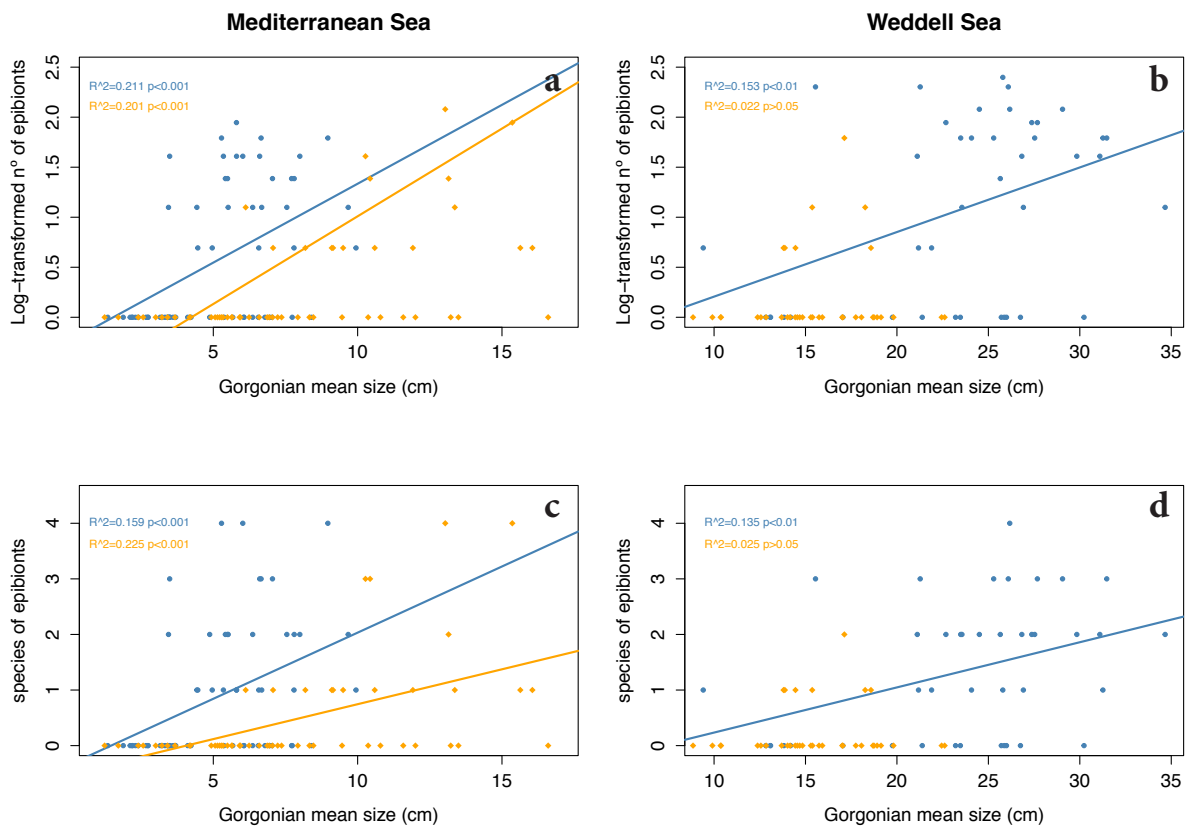 Mediterranean Sea
Weddell Sea
a
R^2=0.211 p<0.001
R^2=0.201 p<0.001
Log−transformed nº of epibionts
0.0 0.5 1.0 1.5 2.0 2.5
5 10 15
Gorgonian mean size (cm)
b
R^2=0.153 p<0.01
R^2=0.022 p>0.05
Log−transformed nº of epibionts
0.0 0.5 1.0 1.5 2.0 2.5
10 15 20 25 30 35
Gorgonian mean size (cm)
c
R^2=0.159 p<0.001
R^2=0.225 p<0.001
species of epibionts
0 1 2 3 4
5 10 15
Gorgonian mean size (cm)
d
R^2=0.135 p<0.01
R^2=0.025 p>0.05
species of epibionts
0 1 2 3 4
10 15 20 25 30 35
Gorgonian mean size (cm)